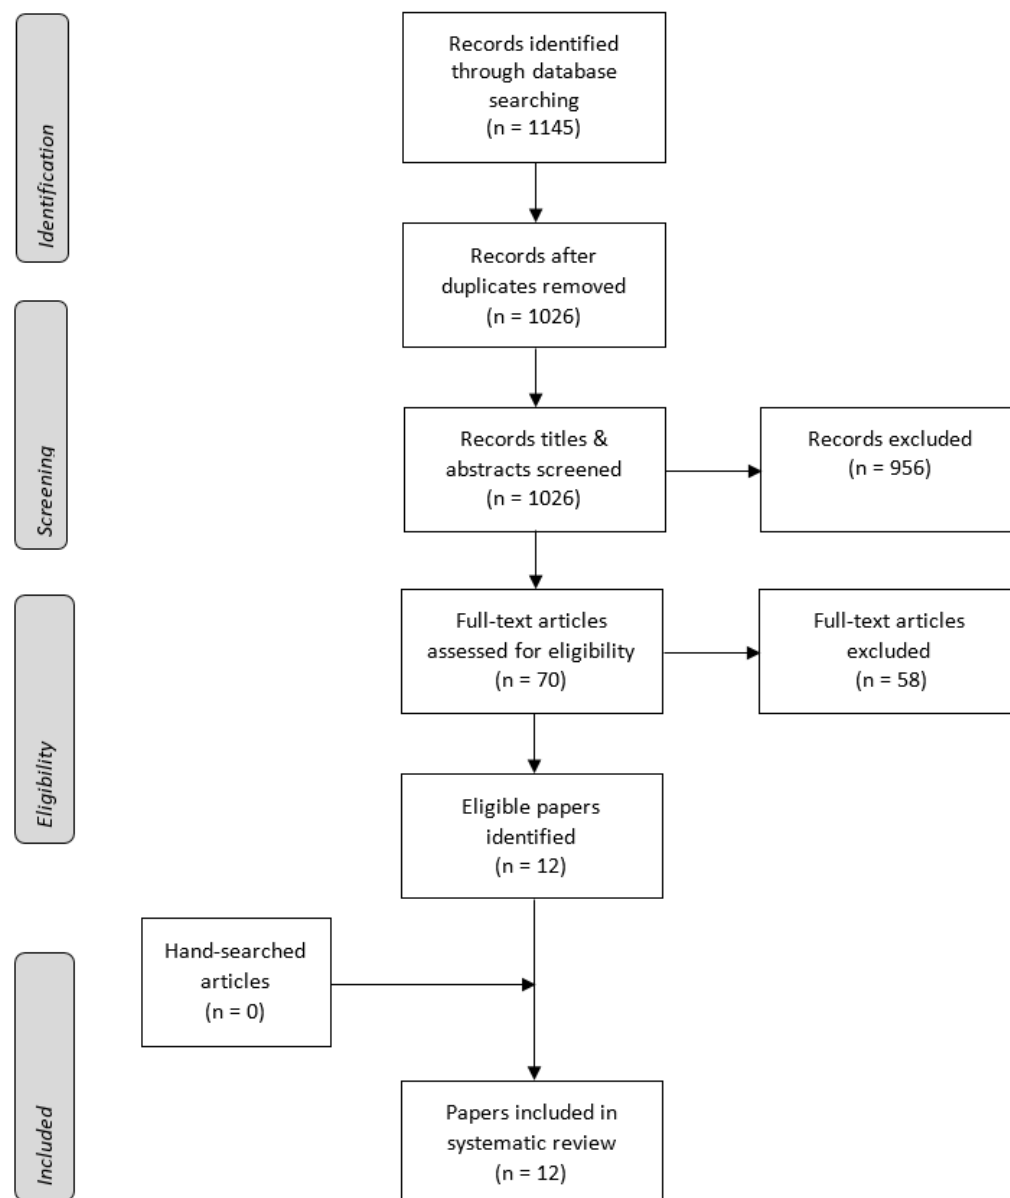 Identification
Records identified
through database
searching
(n = 1145)
Records after
duplicates removed
(n = 1026)
Screening
Records titles &
abstracts screened
(n = 1026)
Records excluded
(n = 956)
Eligibility
Full-text articles
assessed for eligibility
(n = 70)
Full-text articles
excluded
(n = 58)
Eligible papers
identified
(n = 12)
Hand-searched
articles
(n = 0)
Included
Papers included in
systematic review
(n = 12)